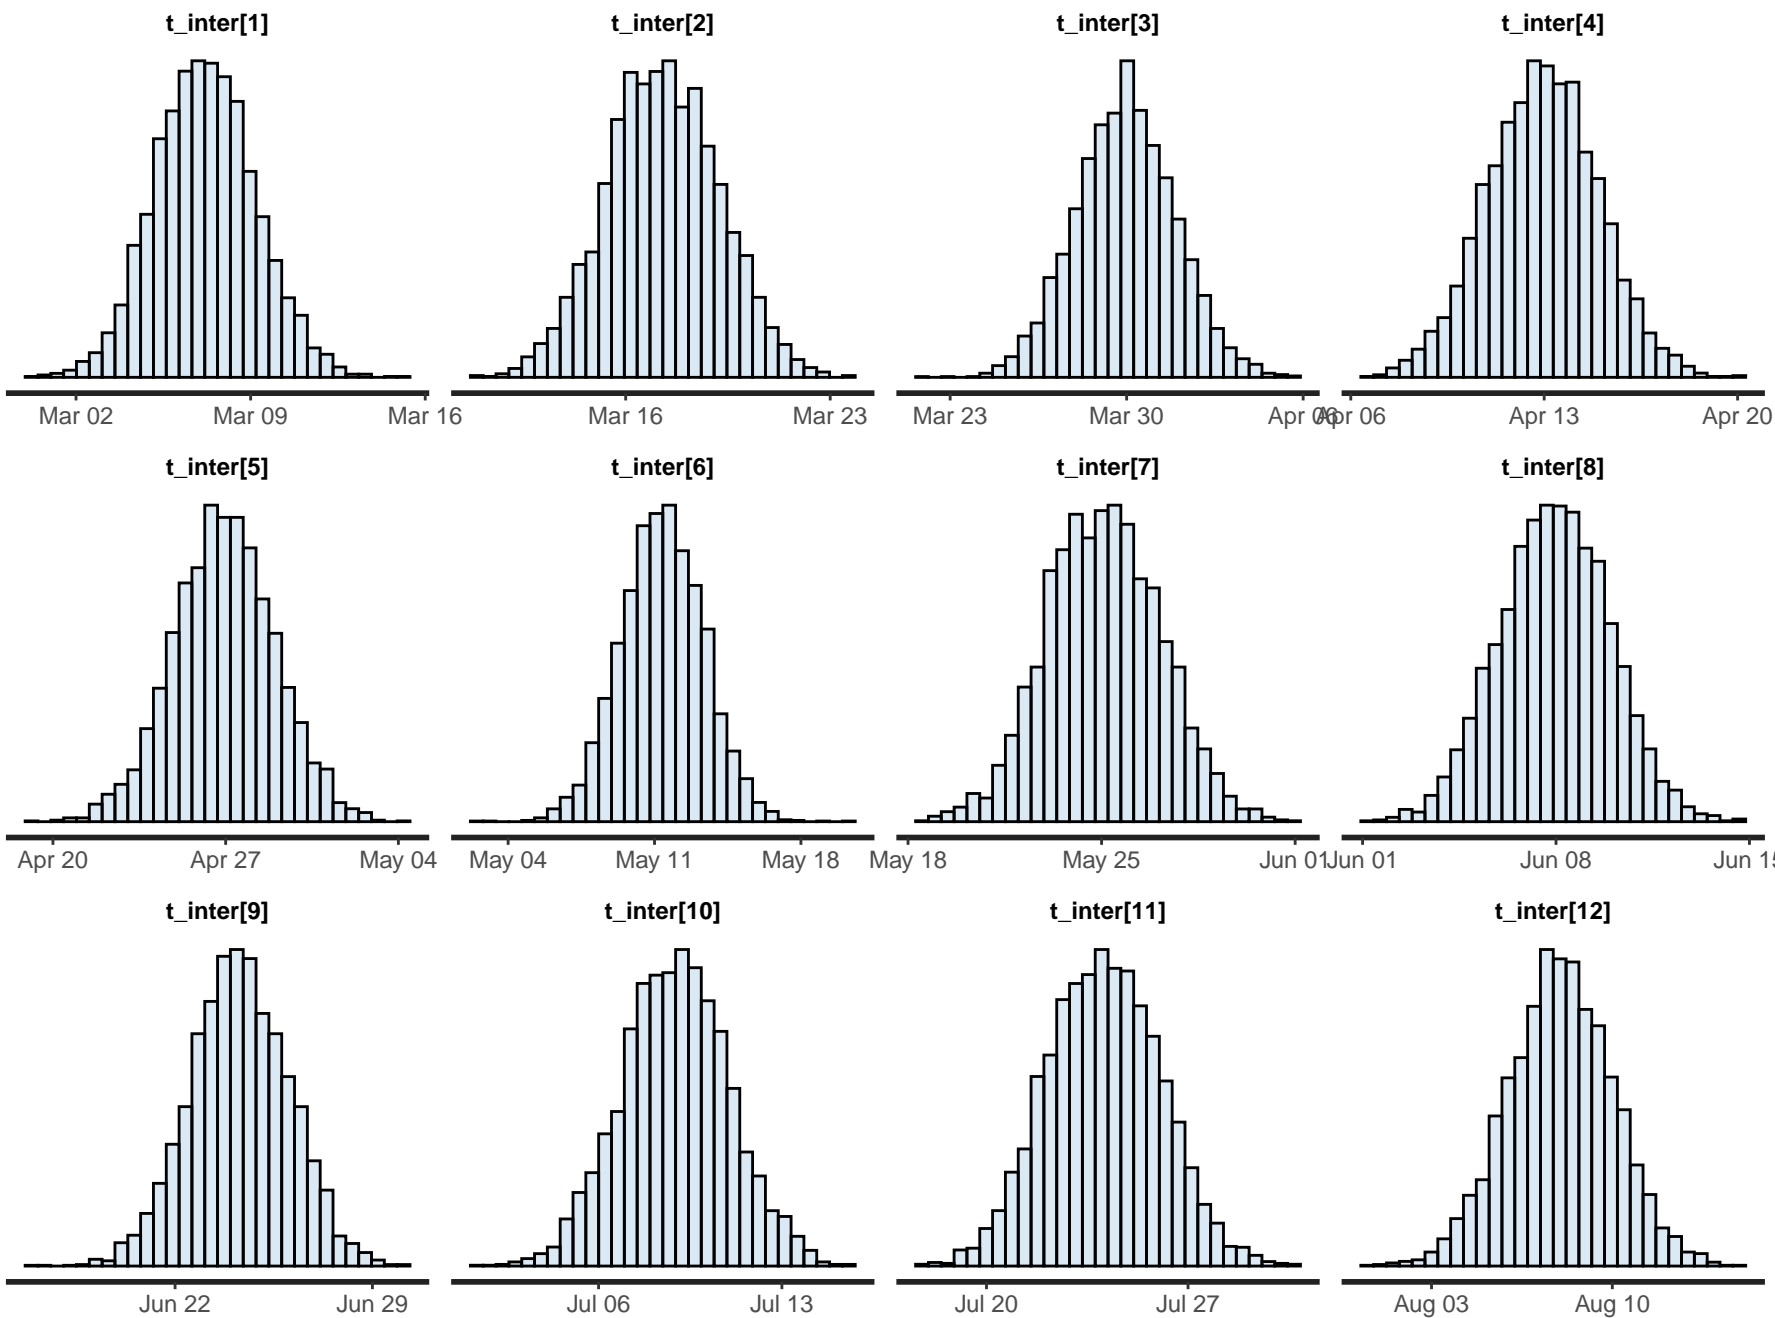 t_inter[1] t_inter[2] t_inter[3] t_inter[4]
Mar 02 Mar 09 Mar 16 Mar 16 Mar 23 Mar 23 Mar 30 Apr 06 Apr 06 Apr 13 Apr 20
t_inter[5] t_inter[6] t_inter[7] t_inter[8]
Apr 20 Apr 27 May 04 May 04 May 11 May 18 May 18 May 25 Jun 01 Jun 01 Jun 08 Jun 15
t_inter[9] t_inter[10] t_inter[11] t_inter[12]
Jun 22 Jun 29 Jul 06 Jul 13 Jul 20 Jul 27 Aug 03 Aug 10